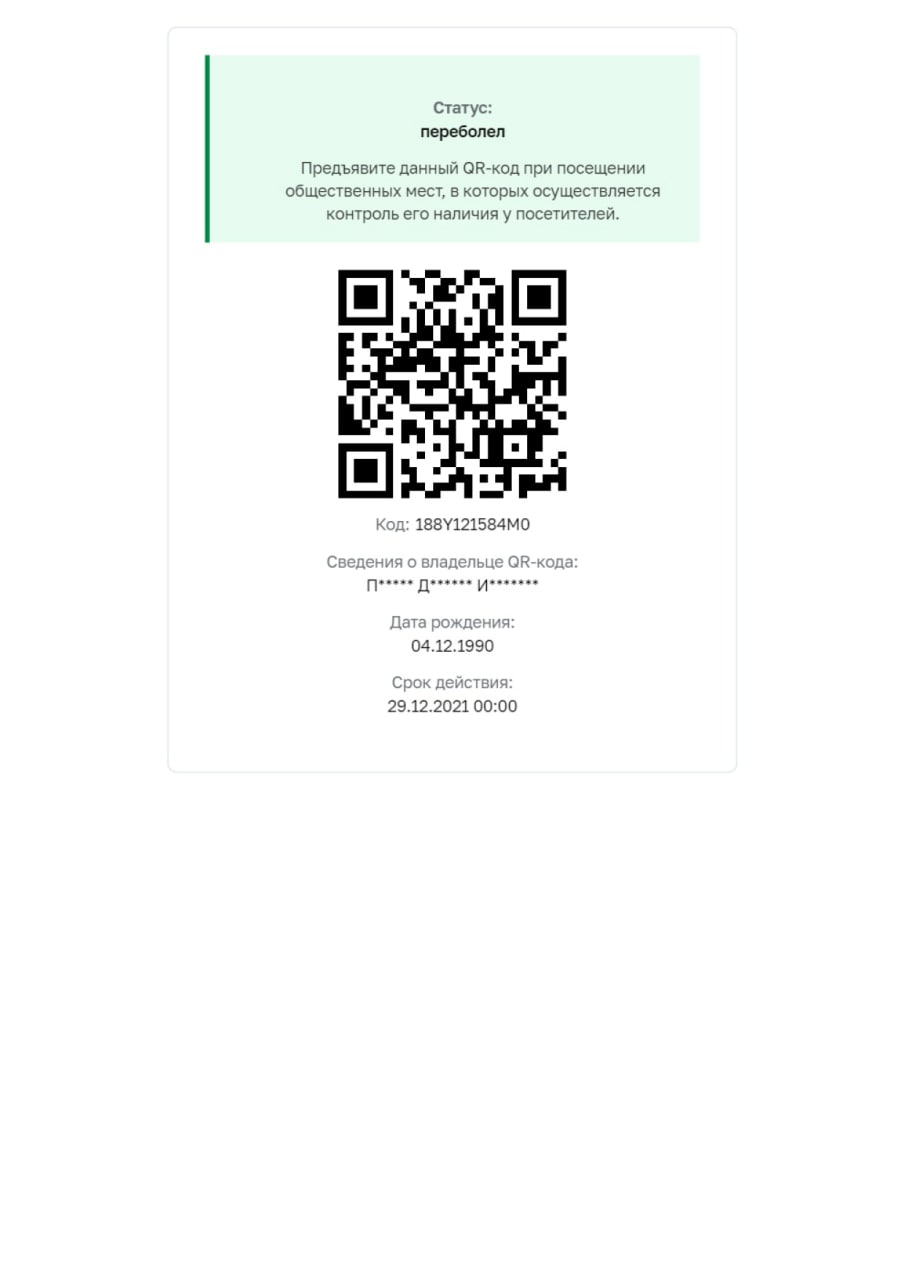 Статус:
переболел
Предъявите данный QR-код при посещении
общественных мест, в которых осуществляется
контроль его наличия у посетителей.
Код: 188Y121584M0
Сведения о владельце QR-кода:
П***** Д****** И*******
Дата рождения:
04.12.1990
Срок действия:
29.12.2021 00:00